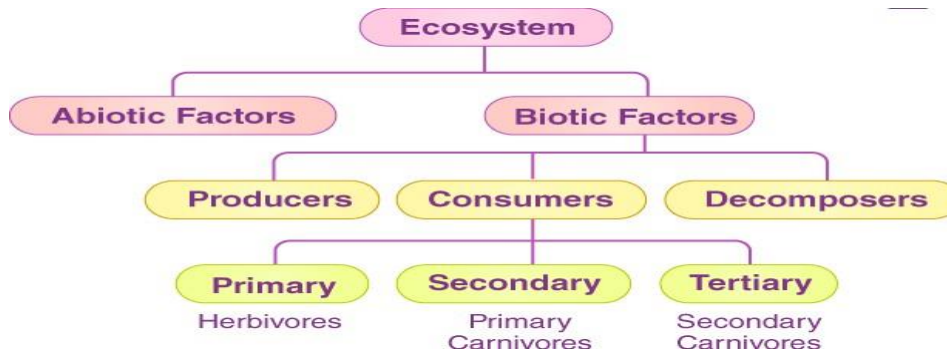 Ecosystem
Abiotic Factors
Biotic Factors
Producers
Consumers
Decomposers
Primary
Secondary
Tertiary
Herbivores
Primary
Carnivores
Secondary
Carnivores